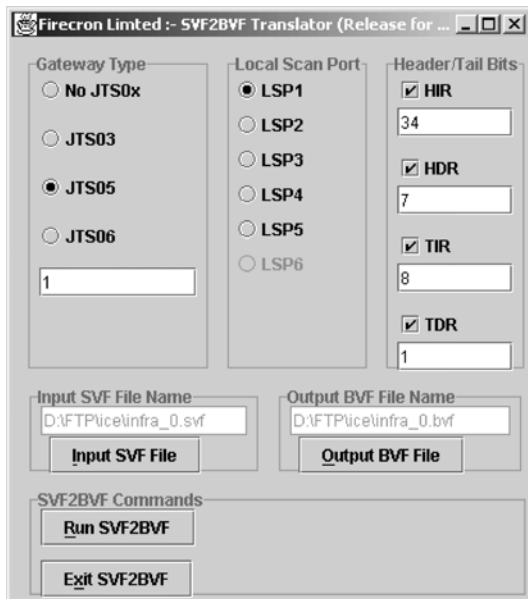 Firecron Limted :- SVF2BVF Translator (Release for ...
Gateway Type
No JTS0x
JTS03
JTS05
JTS06
1
Local Scan Port
LSP1
LSP2
LSP3
LSP4
LSP5
LSP6
Header/Tail Bits
HIR
34
HDR
7
TIR
8
TDR
1
Input SVF File Name
D:\FTP\ice\infra_0.svf
Input SVF File
Output BVF File Name
D:\FTP\ice\infra_0.bvf
Output BVF File
SVF2BVF Commands
Run SVF2BVF
Exit SVF2BVF